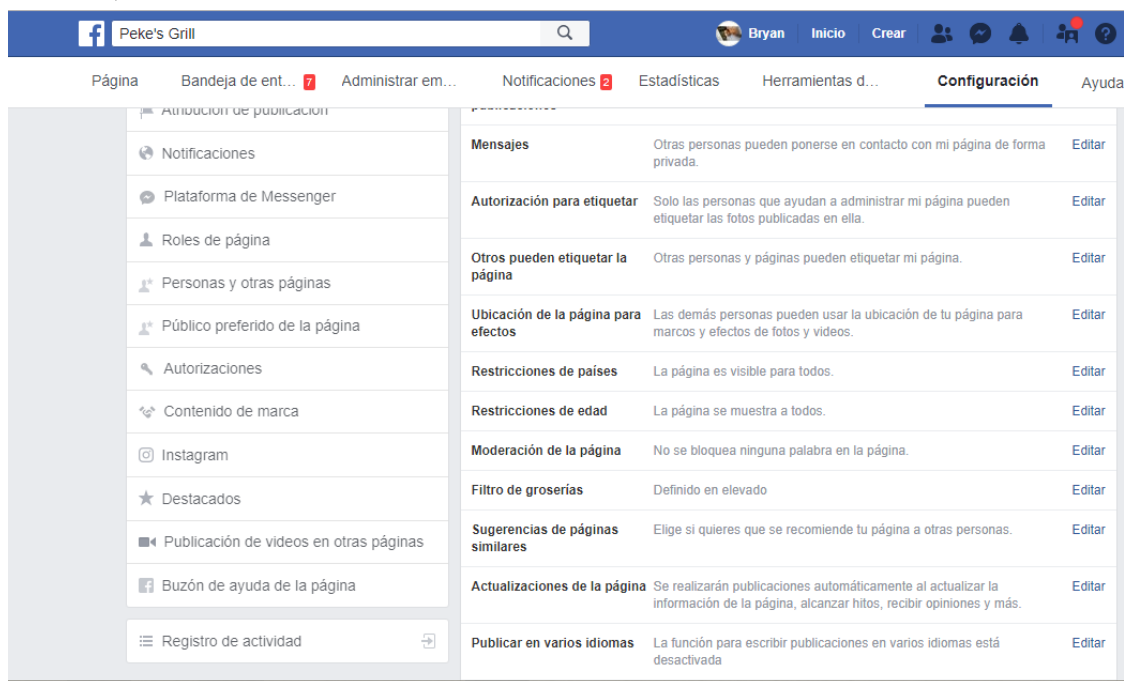 Peke's Grill
Bryan Inicio Crear
Página Bandeja de ent... 7 Administrar em... Notificaciones 2 Estadísticas Herramientas d... Configuración Ayuda
Atribución de publicación
Notificaciones
Plataforma de Messenger
Roles de página
Personas y otras páginas
Público preferido de la página
Autorizaciones
Contenido de marca
Instagram
Destacados
Publicación de videos en otras páginas
Buzón de ayuda de la página
Registro de actividad
publicaciones
Mensajes Otras personas pueden ponerse en contacto con mi página de forma Editar
privada.
Autorización para etiquetar Solo las personas que ayudan a administrar mi página pueden Editar
etiquetar las fotos publicadas en ella.
Otros pueden etiquetar la Otras personas y páginas pueden etiquetar mi página. Editar
página
Ubicación de la página para Las demás personas pueden usar la ubicación de tu página para Editar
efectos marcos y efectos de fotos y videos.
Restricciones de países La página es visible para todos. Editar
Restricciones de edad La página se muestra a todos. Editar
Moderación de la página No se bloquea ninguna palabra en la página. Editar
Filtro de groserías Definido en elevado Editar
Sugerencias de páginas Elige si quieres que se recomiende tu página a otras personas. Editar
similares
Actualizaciones de la página Se realizarán publicaciones automáticamente al actualizar la Editar
información de la página, alcanzar hitos, recibir opiniones y más.
Publicar en varios idiomas La función para escribir publicaciones en varios idiomas está Editar
desactivada